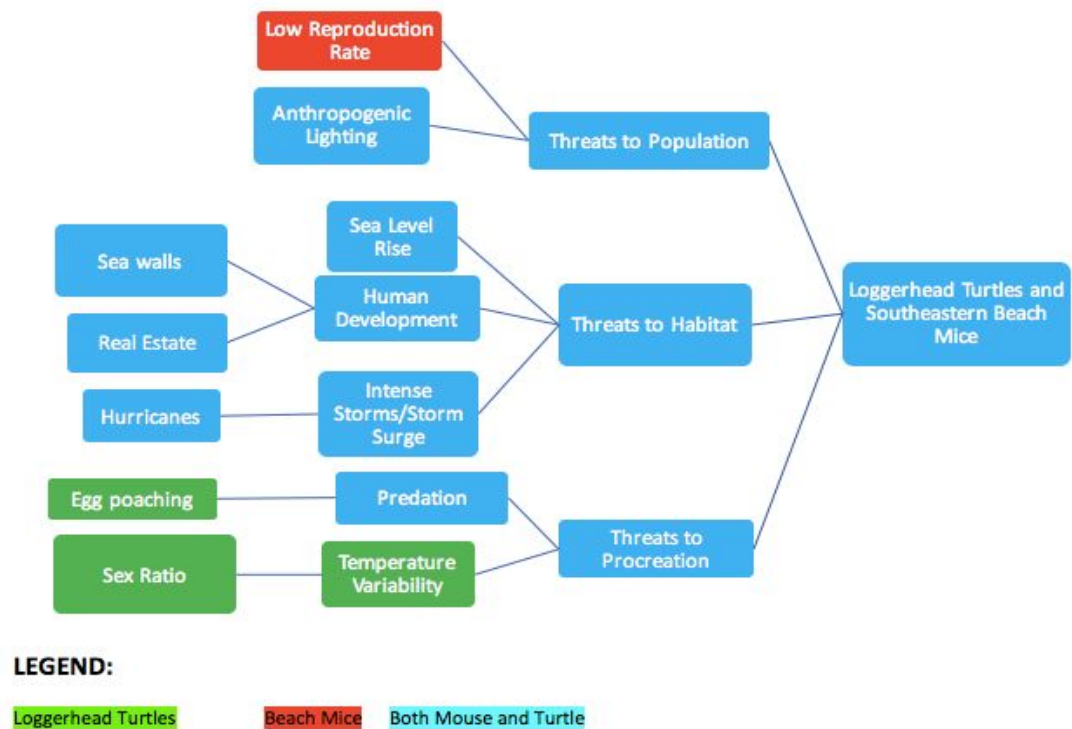 Low Reproduction
Rate
Anthropogenic
Lighting
Threats to Population
Sea Level
Rise
Sea walls
Human
Development
Real Estate
Threats to Habitat
Loggerhead Turtles and
Southeastern Beach
Mice
Intense
Storms/Storm
Surge
Hurricanes
Egg poaching
Predation
Threats to
Procreation
Sex Ratio
Temperature
Variability
LEGEND:
Loggerhead Turtles Beach Mice Both Mouse and Turtle